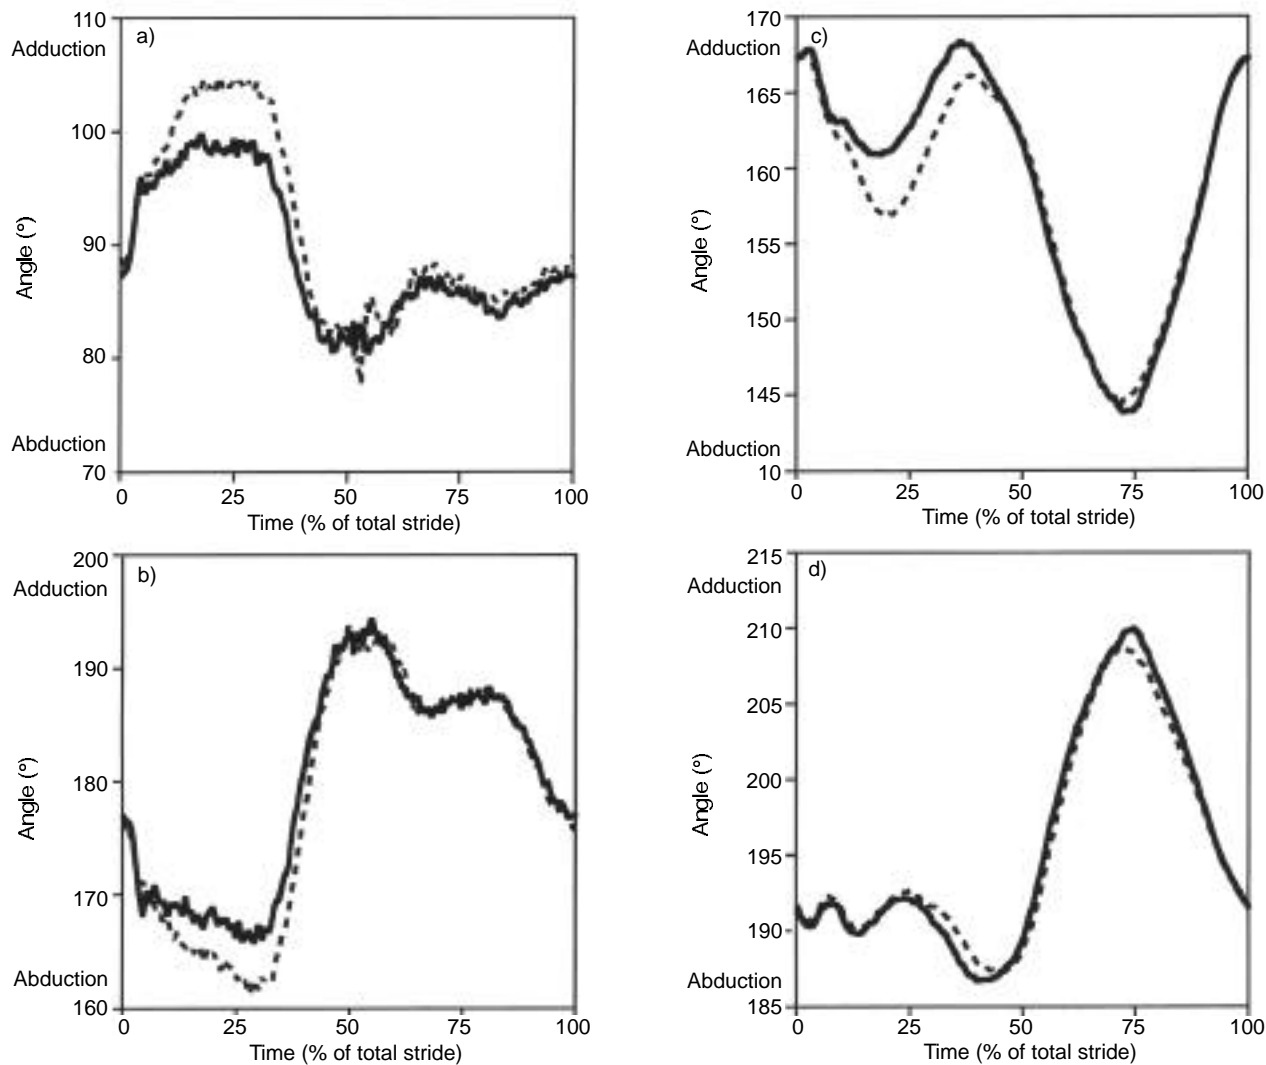 110
Adduction
a)
100
Angle (°)
90
80
Abduction
70
0 25 50 75 100
Time (% of total stride)
170
Adduction
c)
165
160
Angle (°)
155
150
145
Abduction
10
0 25 50 75 100
Time (% of total stride)
200
Adduction
b)
190
Angle (°)
180
170
Abduction
160
0 25 50 75 100
Time (% of total stride)
215
Adduction
d)
210
205
Angle (°)
200
195
190
Abduction
185
0 25 50 75 100
Time (% of total stride)